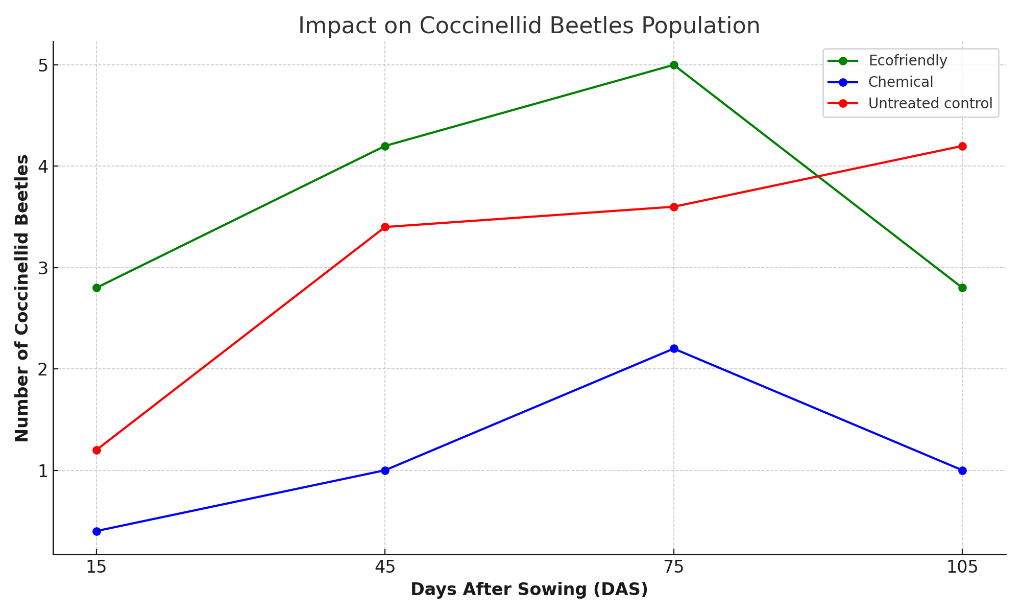 Impact on Coccinellid Beetles Population
Ecofriendly
Chemical
Untreated control
Number of Coccinellid Beetles
5
4
3
2
1
15 45 75 105
Days After Sowing (DAS)